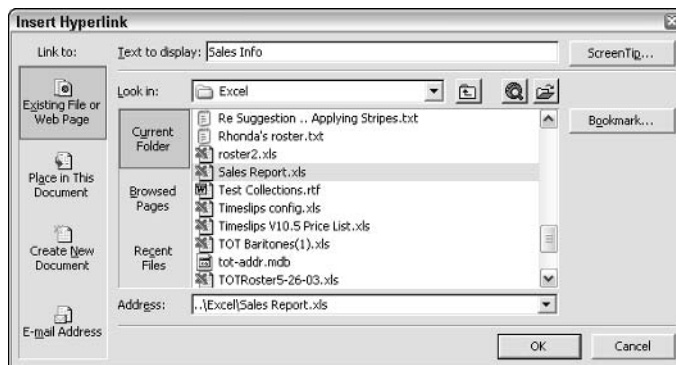 Insert Hyperlink
Link to:
Text to display: Sales Info
ScreenTip...
Existing File or
Web Page
Look in: Excel
Bookmark...
Current
Folder
Re Suggestion .. Applying Stripes.txt
Rhonda's roster.txt
roster2.xls
Sales Report.xls
Place in This
Document
Browsed
Pages
Test Collections.rtf
Timeslips config.xls
Timeslips V10.5 Price List.xls
Create New
Document
Recent
Files
TOT Baritones(1).xls
tot-addr.mdb
TOTRoster5-26-03.xls
E-mail Address
Address: ..\Excel\Sales Report.xls
OK
Cancel